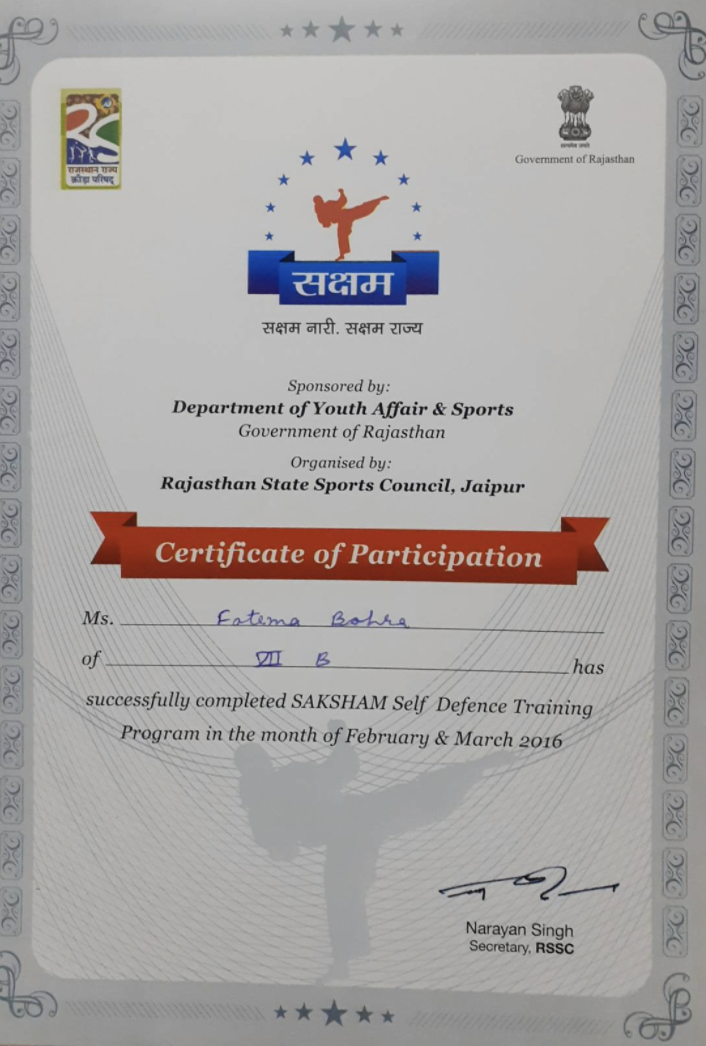 राजस्थान राज्य
क्रीड़ा परिषद्
सत्यमेव जयते
Government of Rajasthan
सक्षम
सक्षम नारी. सक्षम राज्य
Sponsored by:
Department of Youth Affair & Sports
Government of Rajasthan
Organised by:
Rajasthan State Sports Council, Jaipur
Certificate of Participation
Ms. Fatema Bohra
of VII B has
successfully completed SAKSHAM Self Defence Training
Program in the month of February & March 2016
Narayan Singh
Secretary, RSSC